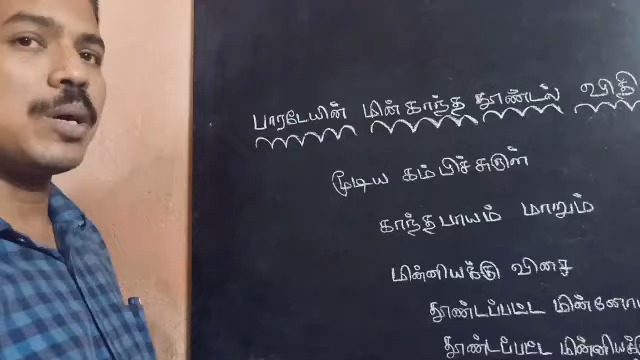 பாரடேயின் மின்காந்த தூண்டல் விதி
மூடிய கம்பிச்சுருள்
காந்தபாயம் மாறும்
மின்னியக்கு விசை
தூண்டப்பட்ட
தூண்டப்பட்ட